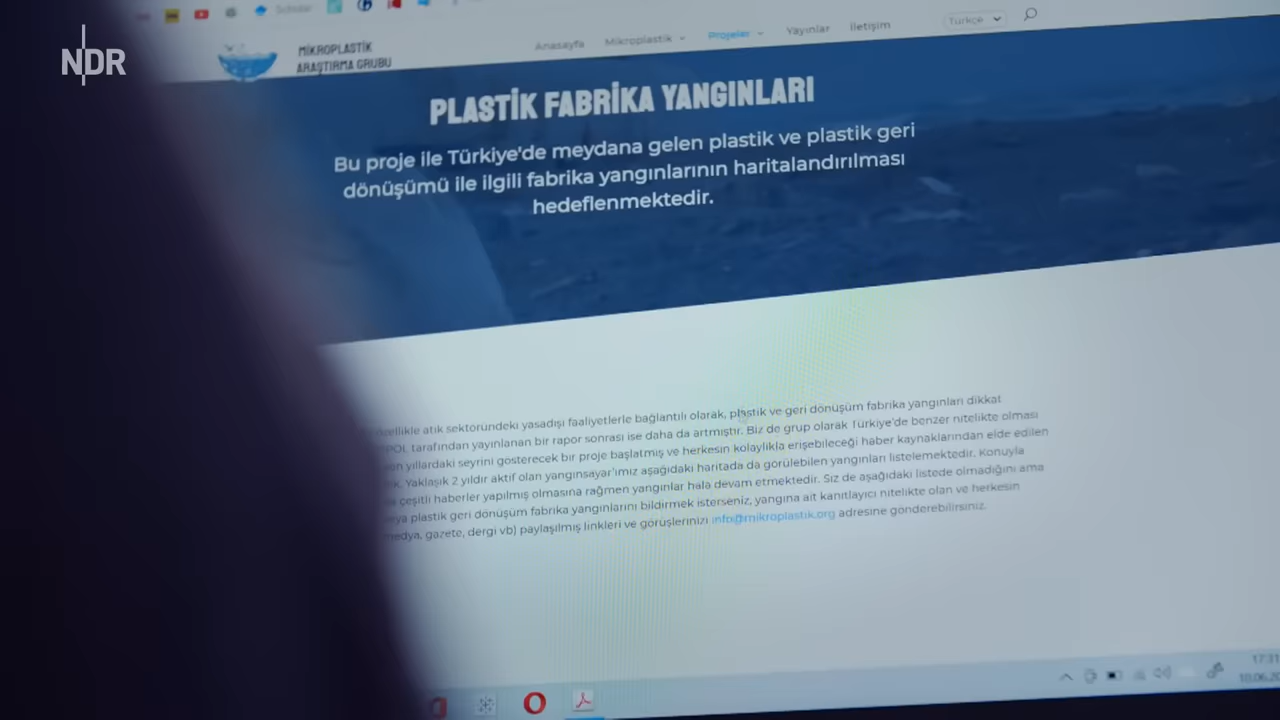 NDR
MİKROPLASTİK
ARAŞTIRMA GRUBU
Anasayfa Mikroplastik Projeler Yayınlar İletişim Türkçe
PLASTİK FABRİKA YANGINLARI
Bu proje ile Türkiye'de meydana gelen plastik ve plastik geri
dönüşümü ile ilgili fabrika yangınlarının haritalandırılması
hedeflenmektedir.
özellikle atık sektöründeki yasadışı faaliyetlerle bağlantılı olarak, plastik ve geri dönüşüm fabrika yangınları dikkat
tarafından yayınlanan bir rapor sonrası ise daha da artmıştır. Biz de grup olarak Türkiye'de benzer nitelikte olması
yıllardaki seyrini gösterecek bir proje başlatmış ve herkesin kolaylıkla erişebileceği haber kaynaklarından elde edilen
Yaklaşık 2 yıldır aktif olan yangınsayar'ımız aşağıdaki haritada da görülebilen yangınları listelemektedir. Konuyla
çeşitli haberler yapılmış olmasına rağmen yangınlar hala devam etmektedir. Siz de aşağıdaki listede olmadığını ama
plastik geri dönüşüm fabrika yangınlarını bildirmek isterseniz, yangına ait kanıtlayıcı nitelikte olan ve herkesin
medya, gazete, dergi vb) paylaşılmış linkleri ve görüşlerinizi info@mikroplastik.org adresine gönderebilirsiniz.